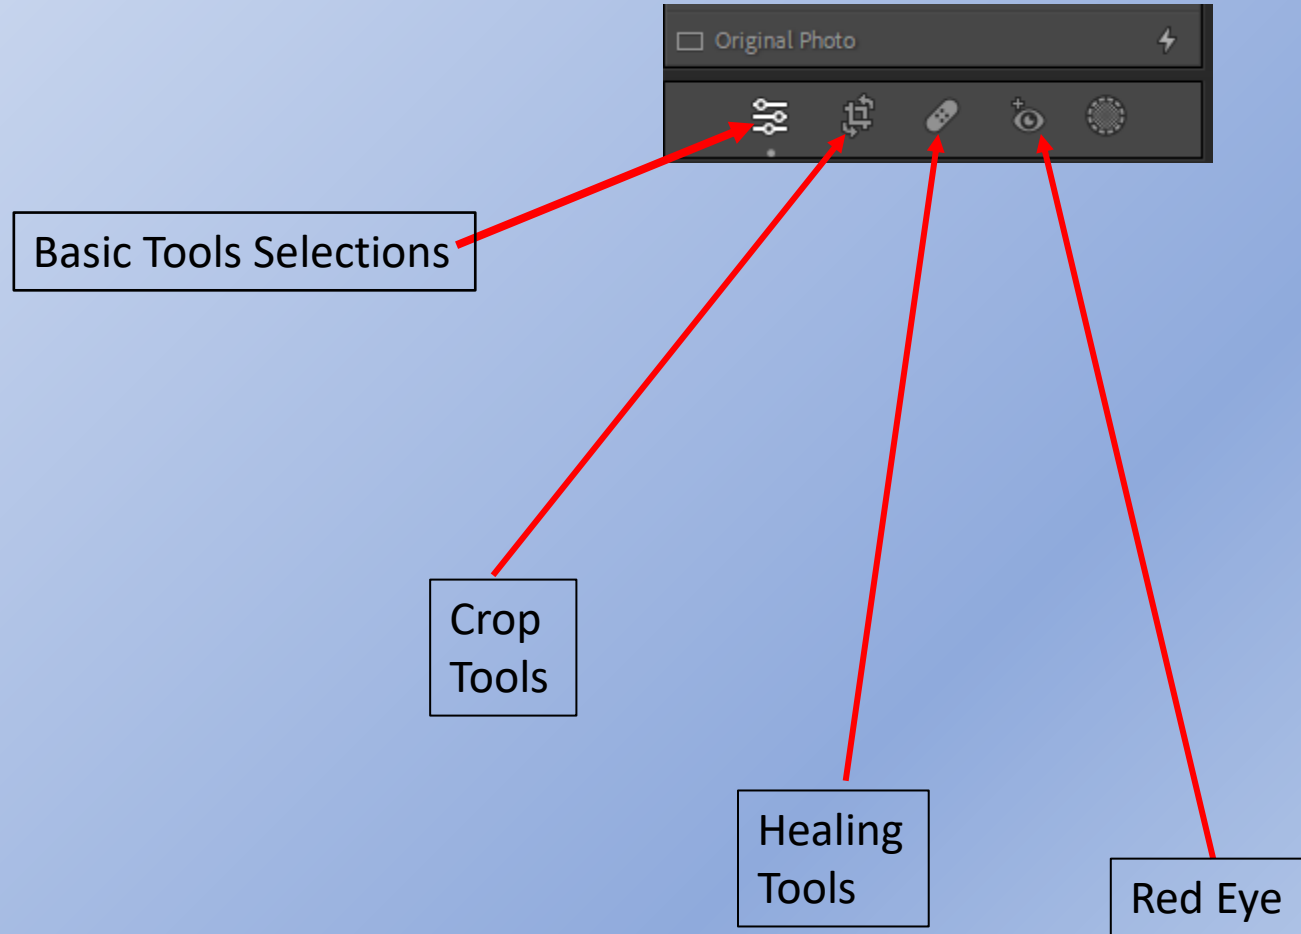 Original Photo
Basic Tools Selections
Crop
Tools
Healing
Tools
Red Eye